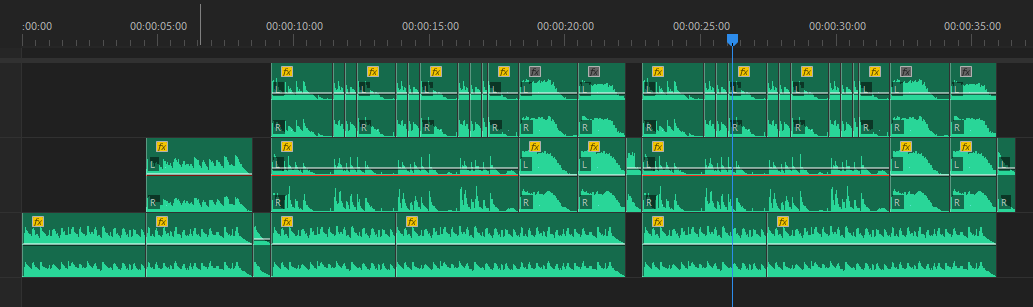 :00:00 00:00:05:00 00:00:10:00 00:00:15:00 00:00:20:00 00:00:25:00 00:00:30:00 00:00:35:00
fx fx fx fx fx fx fx fx fx fx fx fx
L L L L L L L L L L L L
R R R R R R R R R R R R
fx fx fx fx fx fx fx fx
L L L L L L L L
R R R R R R R R
fx fx fx fx fx fx